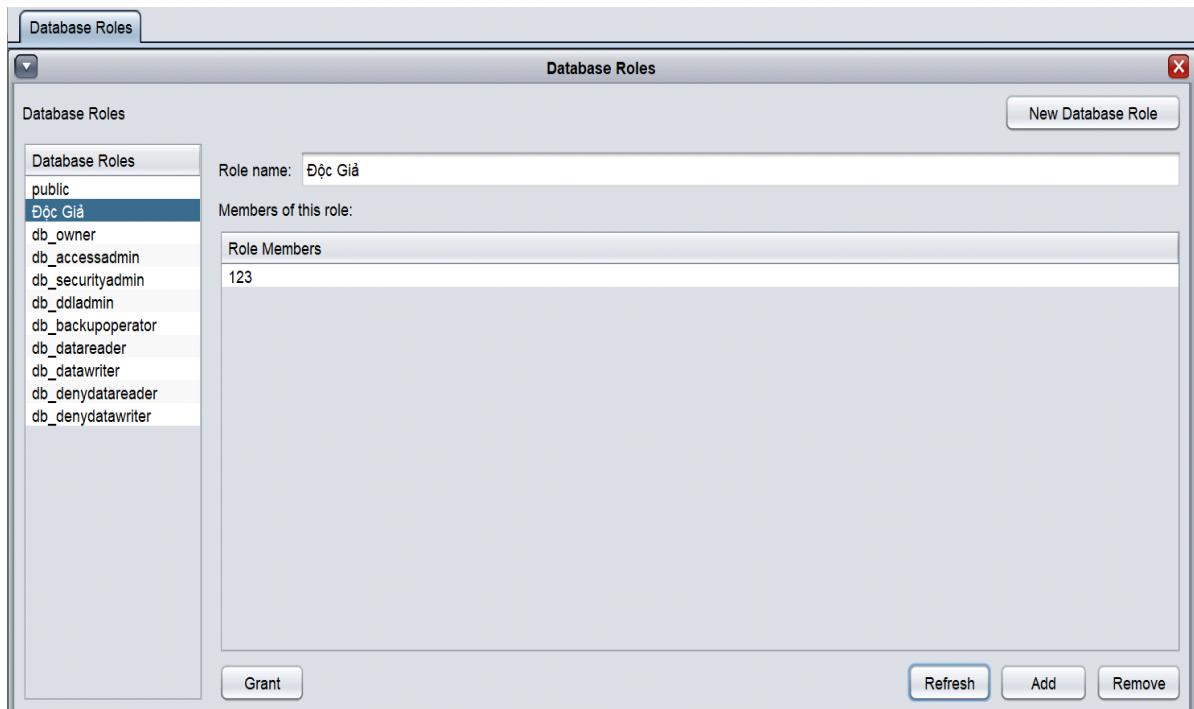 Database Roles
Database Roles
Database Roles
New Database Role
Database Roles
public
Độc Giả
db_owner
db_accessadmin
db_securityadmin
db_ddladmin
db_backupoperator
db_datareader
db_datawriter
db_denydatareader
db_denydatawriter
Role name: Độc Giả
Members of this role:
Role Members
123
Grant
Refresh
Add
Remove